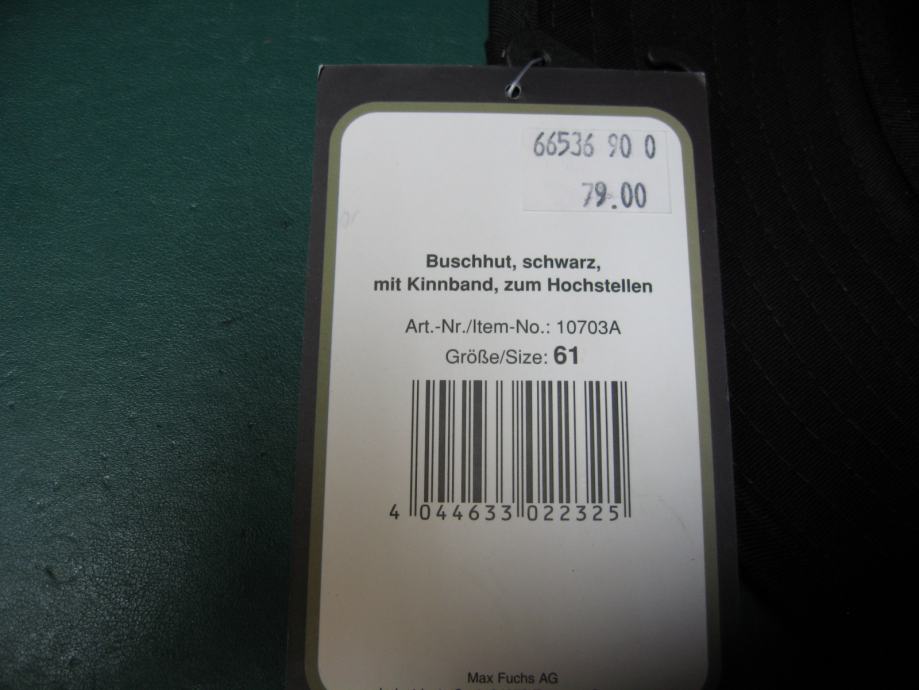 66536 90 0
79.00
Buschhut, schwarz,
mit Kinnband, zum Hochstellen
Art.-Nr./Item-No.: 10703A
Größe/Size: 61
4 044633 022325
Max Fuchs AG